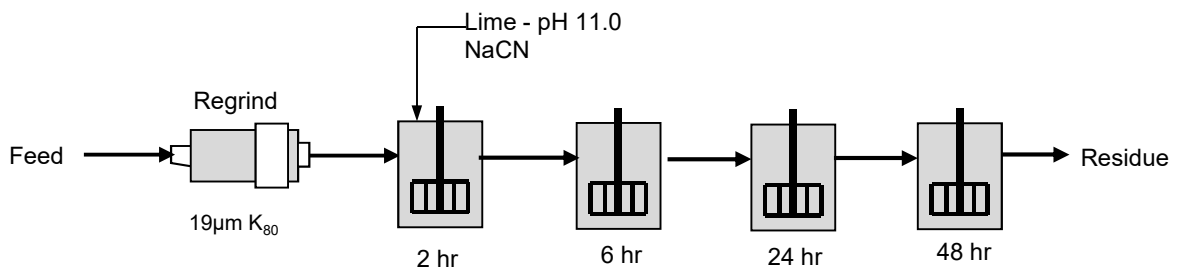 Lime - pH 11.0
NaCN
Regrind
Feed
Residue
19µm K₈₀
2 hr
6 hr
24 hr
48 hr